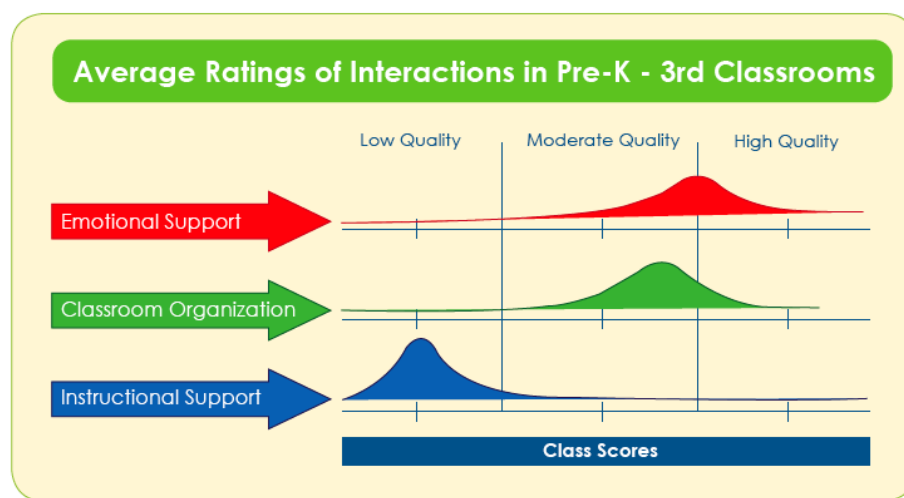 Average Ratings of Interactions in Pre-K - 3rd Classrooms
Low Quality
Moderate Quality
High Quality
Emotional Support
Classroom Organization
Instructional Support
Class Scores